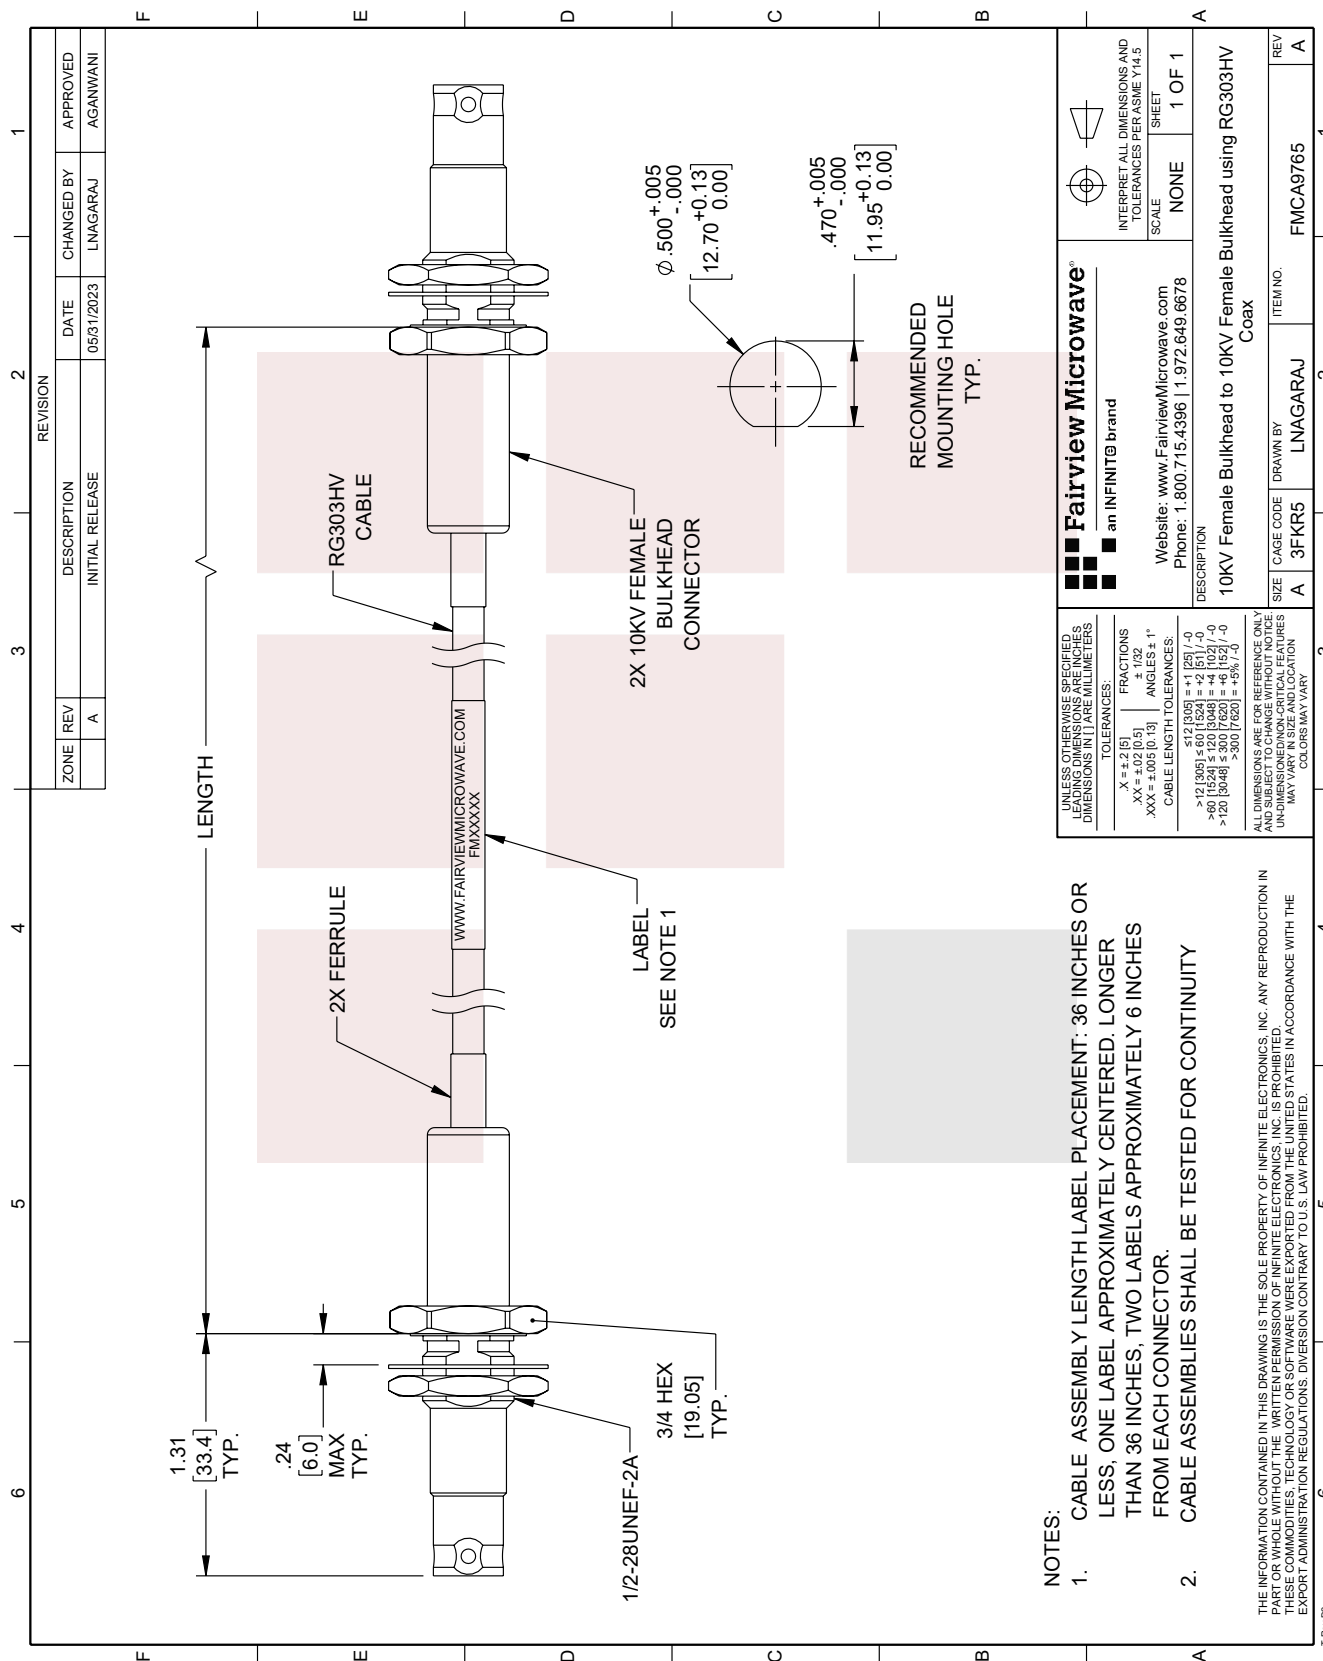 REVISION
ZONE REV DESCRIPTION DATE CHANGED BY APPROVED
A INITIAL RELEASE 05/31/2023 LNAGARAJ AGANWANI
6 5 4 3 2 1
F
E
D
C
B
A
1.31
[33.4]
TYP.
LENGTH
.24
[6.0]
MAX
TYP.
2X FERRULE
RG303HV
CABLE
WWW.FAIRVIEWMICROWAVE.COM
FMXXXXX
1/2-28UNEF-2A
3/4 HEX
[19.05]
TYP.
LABEL
SEE NOTE 1
2X 10KV FEMALE
BULKHEAD
CONNECTOR
Ø.500 +.005 -.000
[12.70 +0.13 0.00]
.470 +.005 -.000
[11.95 +0.13 0.00]
RECOMMENDED
MOUNTING HOLE
TYP.
NOTES:
1. CABLE ASSEMBLY LENGTH LABEL PLACEMENT: 36 INCHES OR
LESS, ONE LABEL APPROXIMATELY CENTERED. LONGER
THAN 36 INCHES, TWO LABELS APPROXIMATELY 6 INCHES
FROM EACH CONNECTOR.
2. CABLE ASSEMBLIES SHALL BE TESTED FOR CONTINUITY
THE INFORMATION CONTAINED IN THIS DRAWING IS THE SOLE PROPERTY OF INFINITE ELECTRONICS, INC. ANY REPRODUCTION IN
PART OR WHOLE WITHOUT THE WRITTEN PERMISSION OF INFINITE ELECTRONICS, INC. IS PROHIBITED.
THESE COMMODITIES, TECHNOLOGY OR SOFTWARE WERE EXPORTED FROM THE UNITED STATES IN ACCORDANCE WITH THE
EXPORT ADMINISTRATION REGULATIONS. DIVERSION CONTRARY TO U.S. LAW PROHIBITED.
UNLESS OTHERWISE SPECIFIED
LEADING DIMENSIONS ARE INCHES
DIMENSIONS IN [ ] ARE MILLIMETERS
TOLERANCES:
.X = ±.2 [5] FRACTIONS
.XX = ±.02 [0.5] ± 1/32
.XXX = ±.005 [0.13] ANGLES ± 1°
CABLE LENGTH TOLERANCES:
≤12 [305] = +1 [25] / -0
>12 [305] ≤ 60 [1524] = +2 [51] / -0
>60 [1524] ≤ 120 [3048] = +4 [102] / -0
>120 [3048] ≤ 300 [7620] = +6 [152] / -0
>300 [7620] = +5% / -0
ALL DIMENSIONS ARE FOR REFERENCE ONLY
AND SUBJECT TO CHANGE WITHOUT NOTICE.
UN-DIMENSIONED/NON-CRITICAL FEATURES
MAY VARY IN SIZE AND LOCATION
COLORS MAY VARY
Fairview Microwave®
an INFINIT® brand
Website: www.FairviewMicrowave.com
Phone: 1.800.715.4396 | 1.972.649.6678
INTERPRET ALL DIMENSIONS AND
TOLERANCES PER ASME Y14.5
SCALE NONE
SHEET 1 OF 1
DESCRIPTION
10KV Female Bulkhead to 10KV Female Bulkhead using RG303HV
Coax
SIZE A
CAGE CODE 3FKR5
DRAWN BY LNAGARAJ
ITEM NO. FMCA9765
REV A
F
E
D
C
B
A